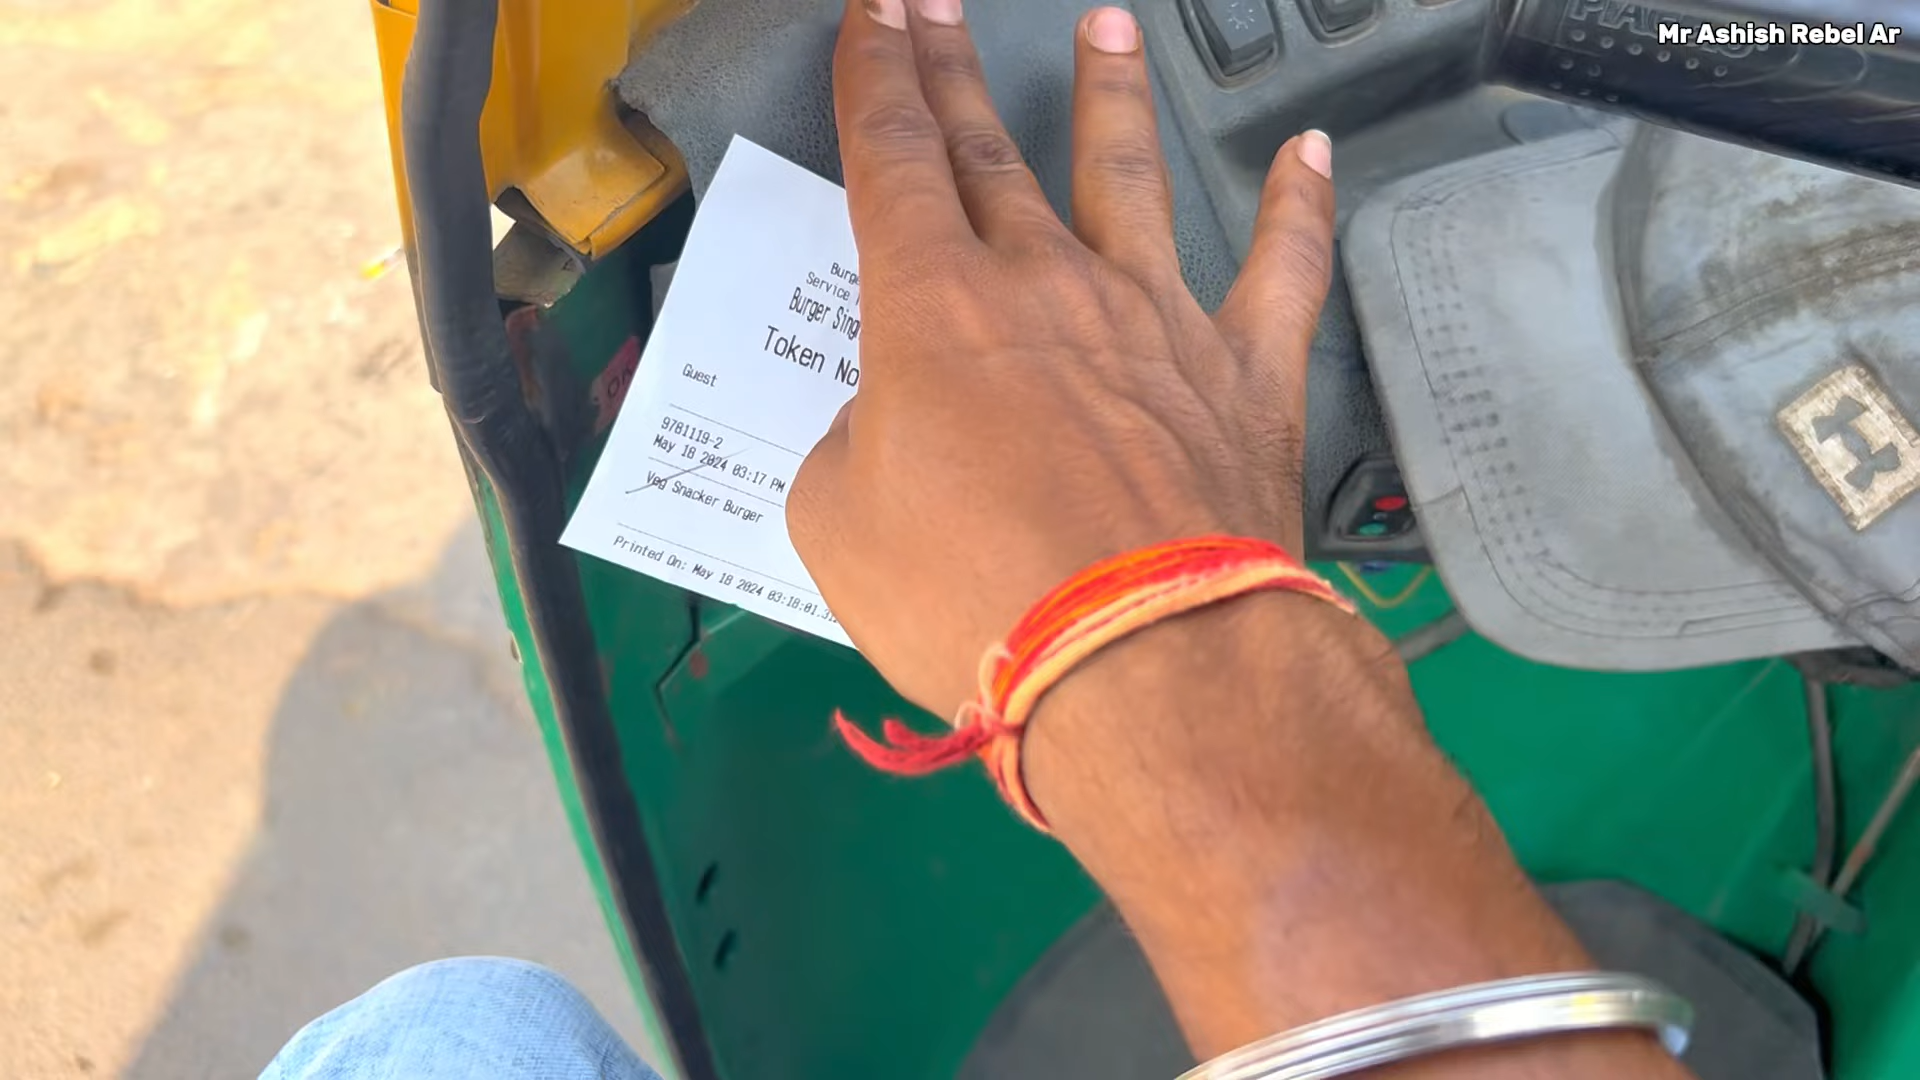 Mr Ashish Rebel Ar
Burge
Service
Burger Sing
Token No
Guest
9781119-2
May 18 2024 03:17 PM
Veg Snacker Burger
Printed On: May 18 2024 03:18:01.3